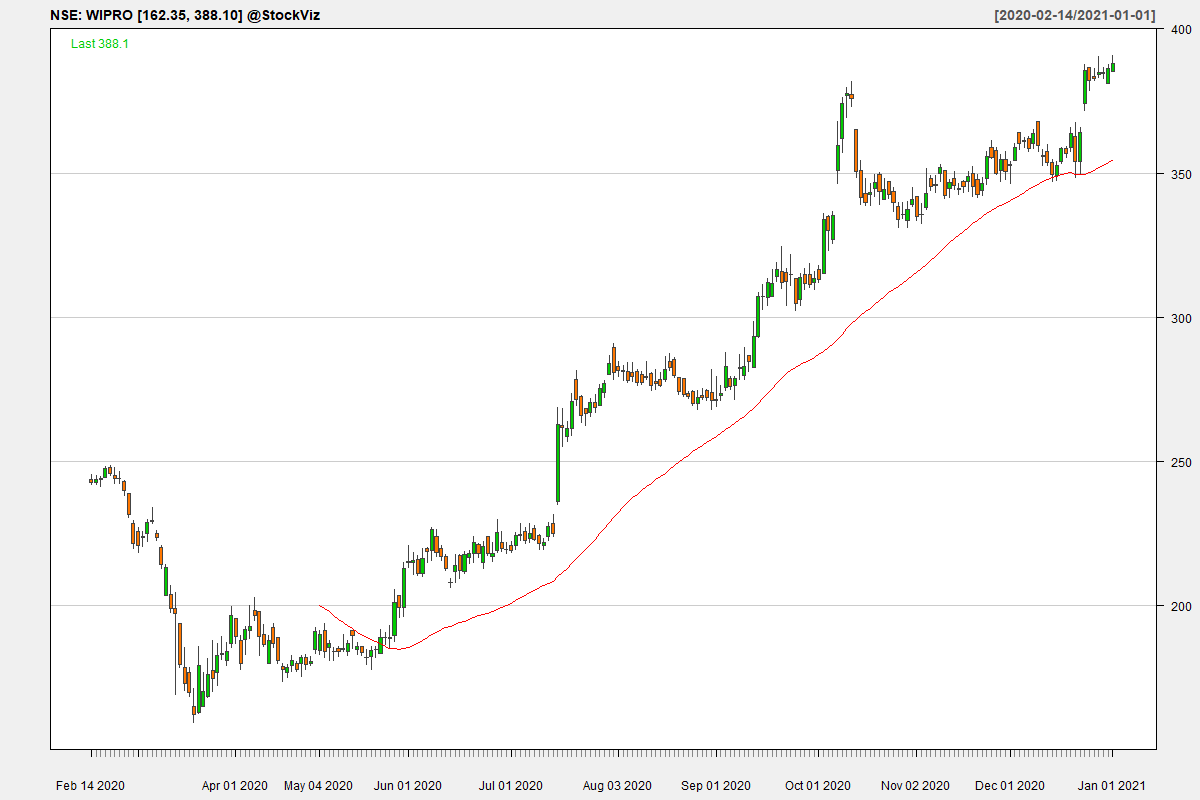 NSE: WIPRO [162.35, 388.10] @StockViz
[2020-02-14/2021-01-01]
Last 388.1
400
350
300
250
200
Feb 14 2020
Apr 01 2020
May 04 2020
Jun 01 2020
Jul 01 2020
Aug 03 2020
Sep 01 2020
Oct 01 2020
Nov 02 2020
Dec 01 2020
Jan 01 2021